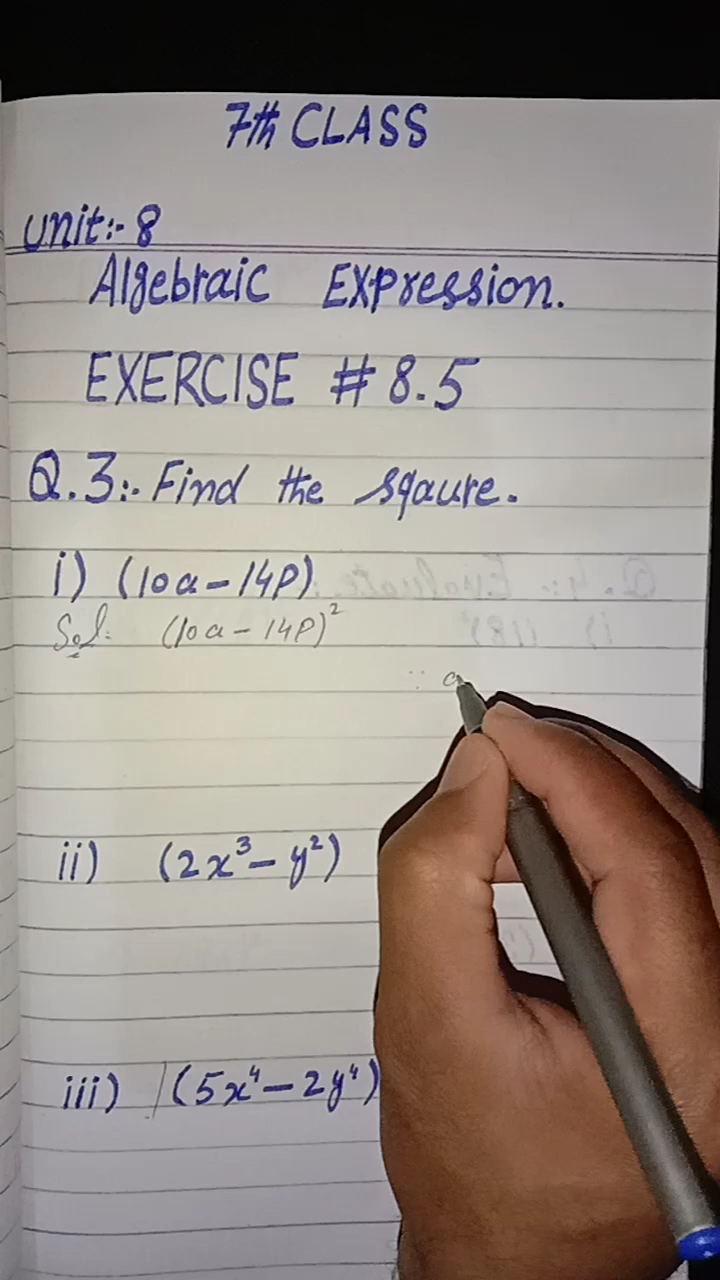 7th CLASS
Unit:- 8
Algebraic Expression.
EXERCISE # 8.5
Q.3:- Find the sqaure.
i) (10a - 14p)
Sol: (10a - 14p)²
∵ a
ii) (2x³ - y²)
iii) (5x⁴ - 2y⁴)